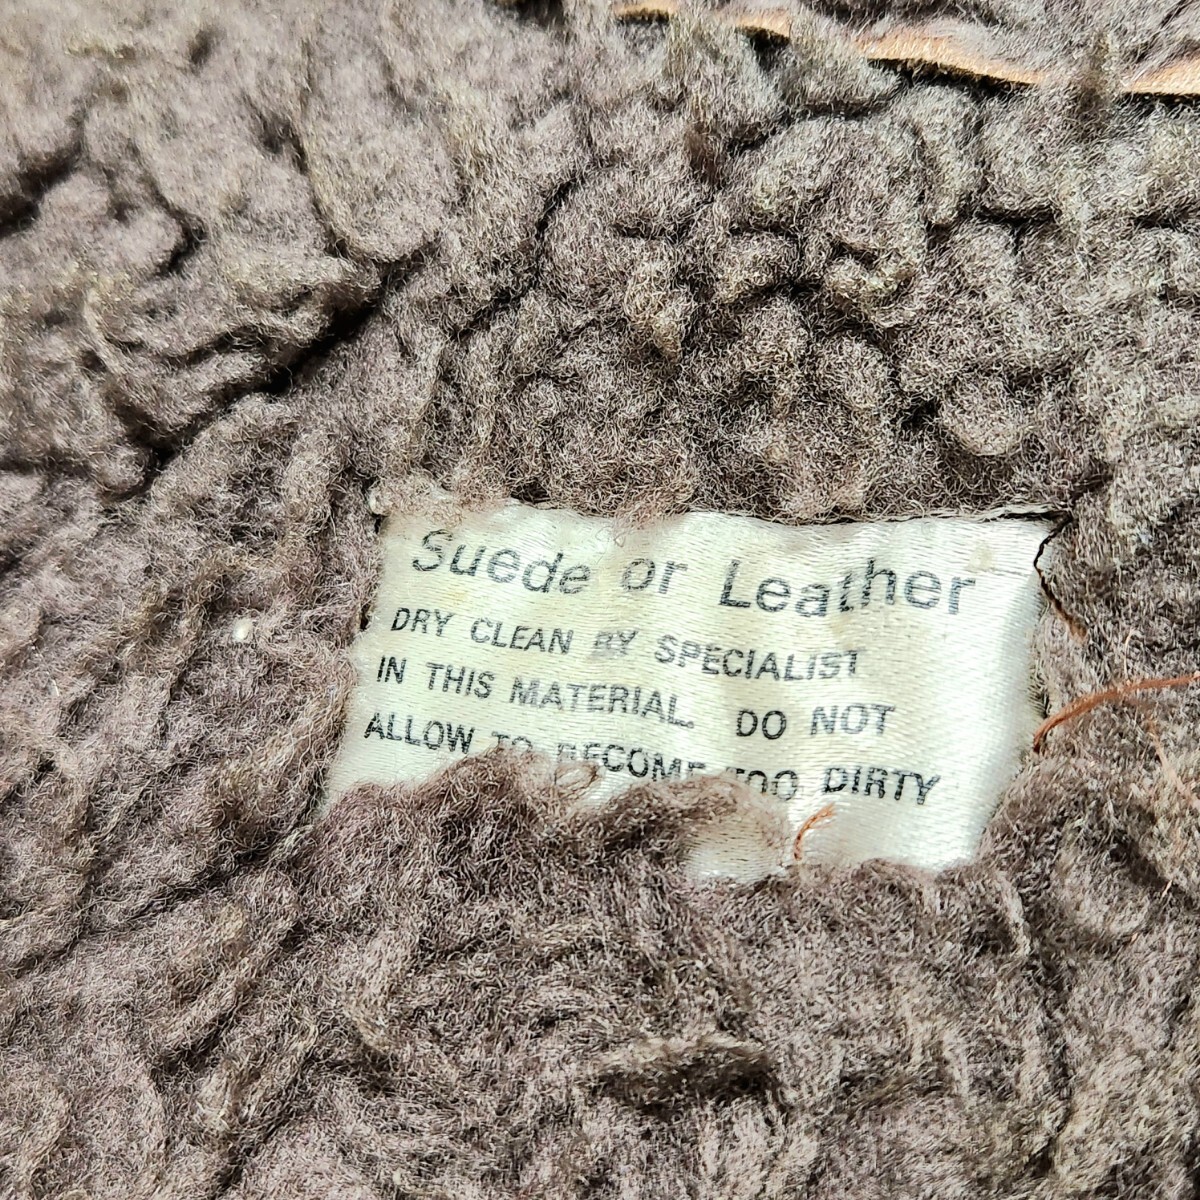 Suede or Leather
DRY CLEAN BY SPECIALIST
IN THIS MATERIAL. DO NOT
ALLOW TO BECOME TOO DIRTY